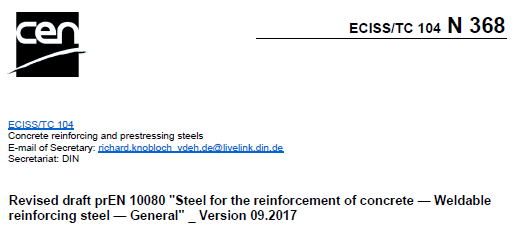 cen
ECISS/TC 104 N 368
ECISS/TC 104
Concrete reinforcing and prestressing steels
E-mail of Secretary: richard.knobloch_vdeh.de@livelink.din.de
Secretariat: DIN
Revised draft prEN 10080 "Steel for the reinforcement of concrete — Weldable
reinforcing steel — General" _ Version 09.2017